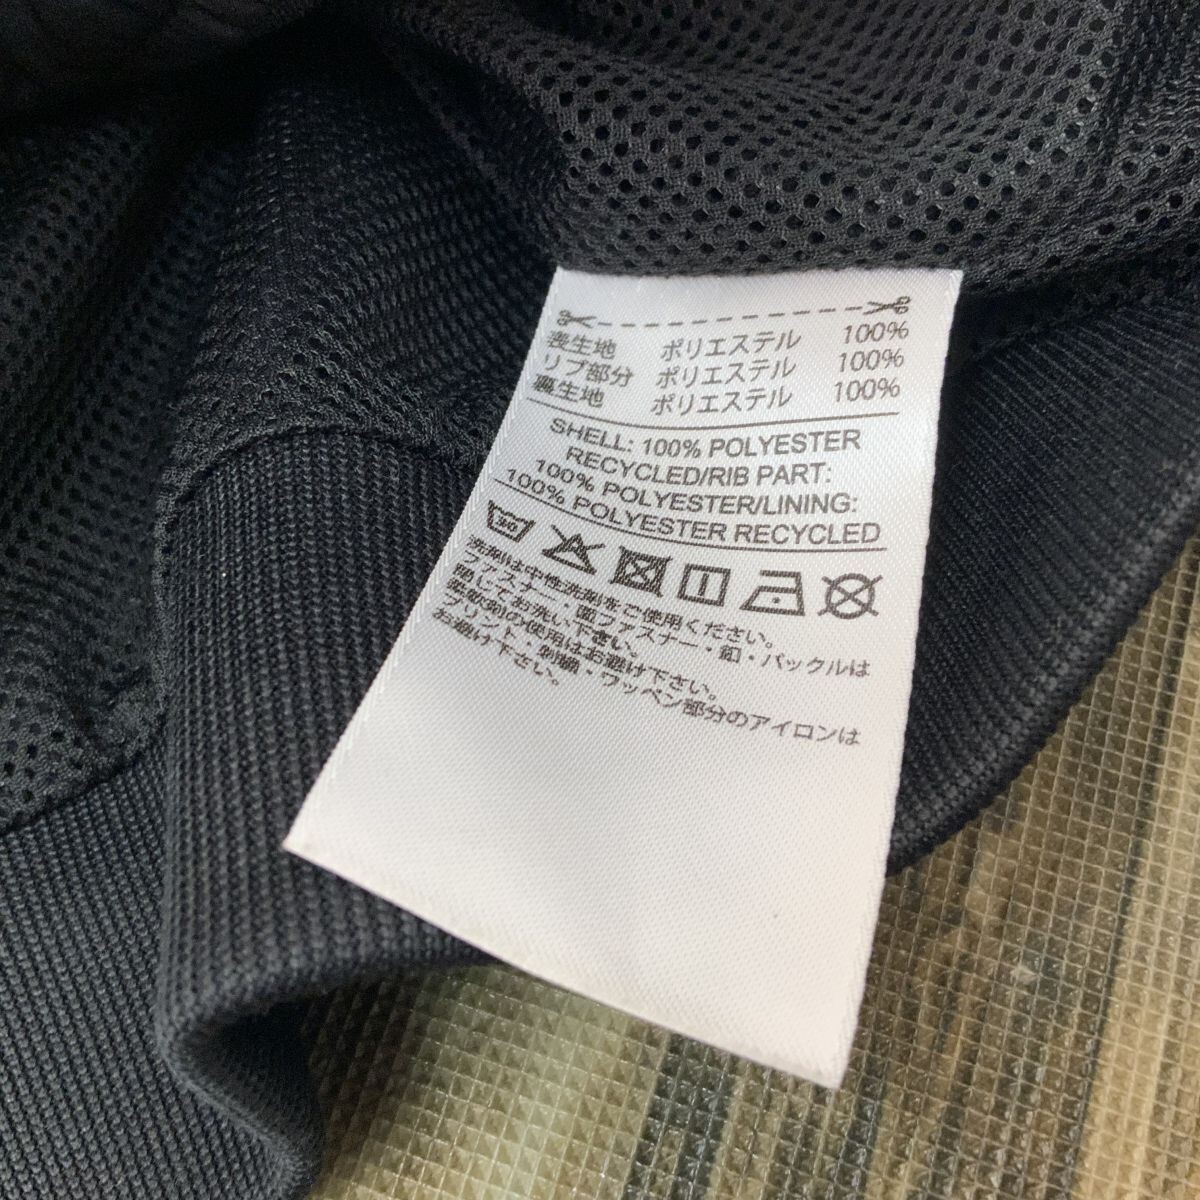 表生地 ポリエステル 100%
リブ部分 ポリエステル 100%
裏生地 ポリエステル 100%
SHELL: 100% POLYESTER
RECYCLED/RIB PART:
100% POLYESTER/LINING:
100% POLYESTER RECYCLED
30
洗剤は中性洗剤をご使用ください。
ファスナー・面ファスナー・釦・バックルは
閉じてお洗い下さい。
柔軟剤の使用はお避け下さい。
プリント・刺繍・ワッペン部分のアイロンは
お避け下さい。